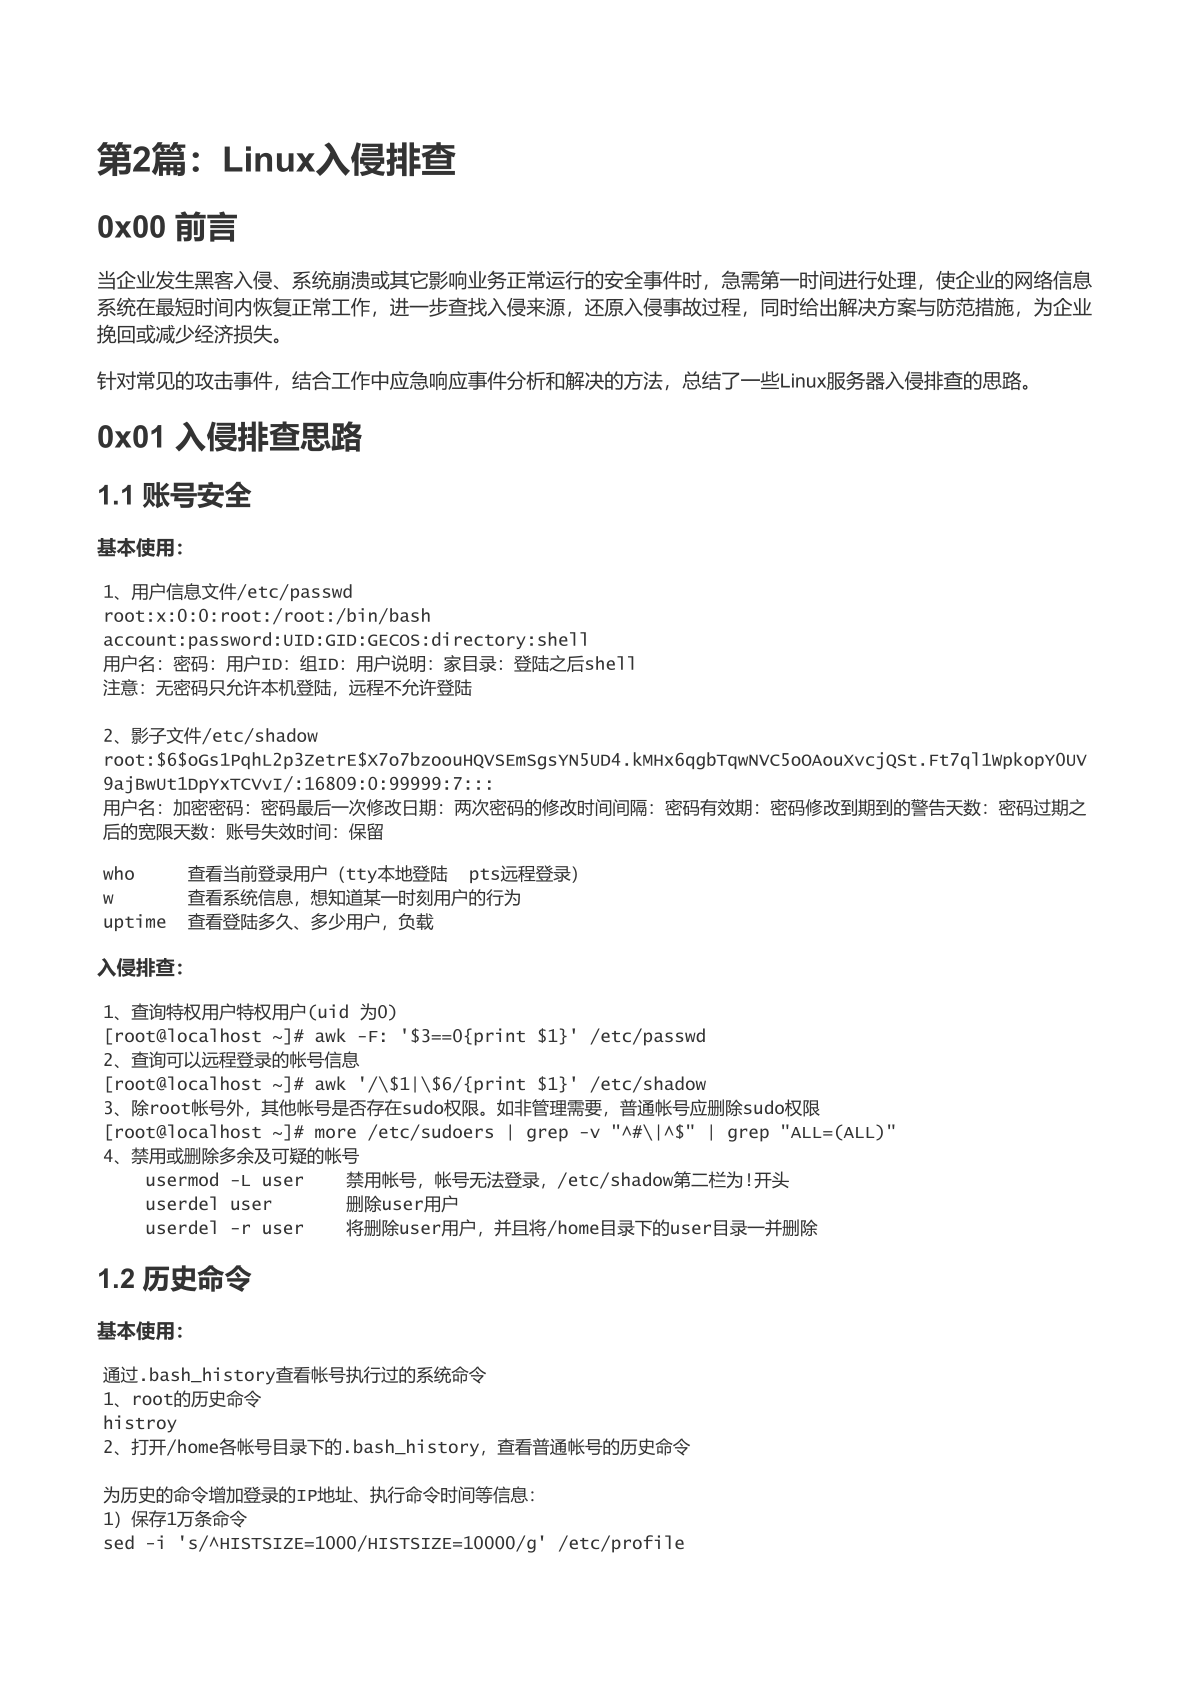 第2篇：Linux入侵排查
0x00 前言
当企业发生黑客入侵、系统崩溃或其它影响业务正常运行的安全事件时，急需第一时间进行处理，使企业的网络信息
系统在最短时间内恢复正常工作，进一步查找入侵来源，还原入侵事故过程，同时给出解决方案与防范措施，为企业
挽回或减少经济损失。
针对常见的攻击事件，结合工作中应急响应事件分析和解决的方法，总结了一些Linux服务器入侵排查的思路。
0x01 入侵排查思路
1.1 账号安全
基本使用：
1、用户信息文件/etc/passwd
root:x:0:0:root:/root:/bin/bash
account:password:UID:GID:GECOS:directory:shell
用户名：密码：用户ID：组ID：用户说明：家目录：登陆之后shell
注意：无密码只允许本机登陆，远程不允许登陆
2、影子文件/etc/shadow
root:$6$oGs1PqhL2p3ZetrE$X7o7bzoouHQVSEmSgsYN5UD4.kMHx6qgbTqwNVC5oOAouXvcjQSt.Ft7ql1WpkopY0UV
9ajBwUt1DpYxTCVvI/:16809:0:99999:7:::
用户名：加密密码：密码最后一次修改日期：两次密码的修改时间间隔：密码有效期：密码修改到期到的警告天数：密码过期之
后的宽限天数：账号失效时间：保留
who     查看当前登录用户（tty本地登陆  pts远程登录）
w       查看系统信息，想知道某一时刻用户的行为
uptime  查看登陆多久、多少用户，负载
入侵排查：
1、查询特权用户特权用户(uid 为0)
[root@localhost ~]# awk -F: '$3==0{print $1}' /etc/passwd
2、查询可以远程登录的帐号信息
[root@localhost ~]# awk '/\$1|\$6/{print $1}' /etc/shadow
3、除root帐号外，其他帐号是否存在sudo权限。如非管理需要，普通帐号应删除sudo权限
[root@localhost ~]# more /etc/sudoers | grep -v "^#\|^$" | grep "ALL=(ALL)"
4、禁用或删除多余及可疑的帐号
    usermod -L user    禁用帐号，帐号无法登录，/etc/shadow第二栏为!开头
    userdel user       删除user用户
    userdel -r user    将删除user用户，并且将/home目录下的user目录一并删除
1.2 历史命令
基本使用：
通过.bash_history查看帐号执行过的系统命令
1、root的历史命令
histroy
2、打开/home各帐号目录下的.bash_history，查看普通帐号的历史命令
为历史的命令增加登录的IP地址、执行命令时间等信息：
1）保存1万条命令
sed -i 's/^HISTSIZE=1000/HISTSIZE=10000/g' /etc/profile